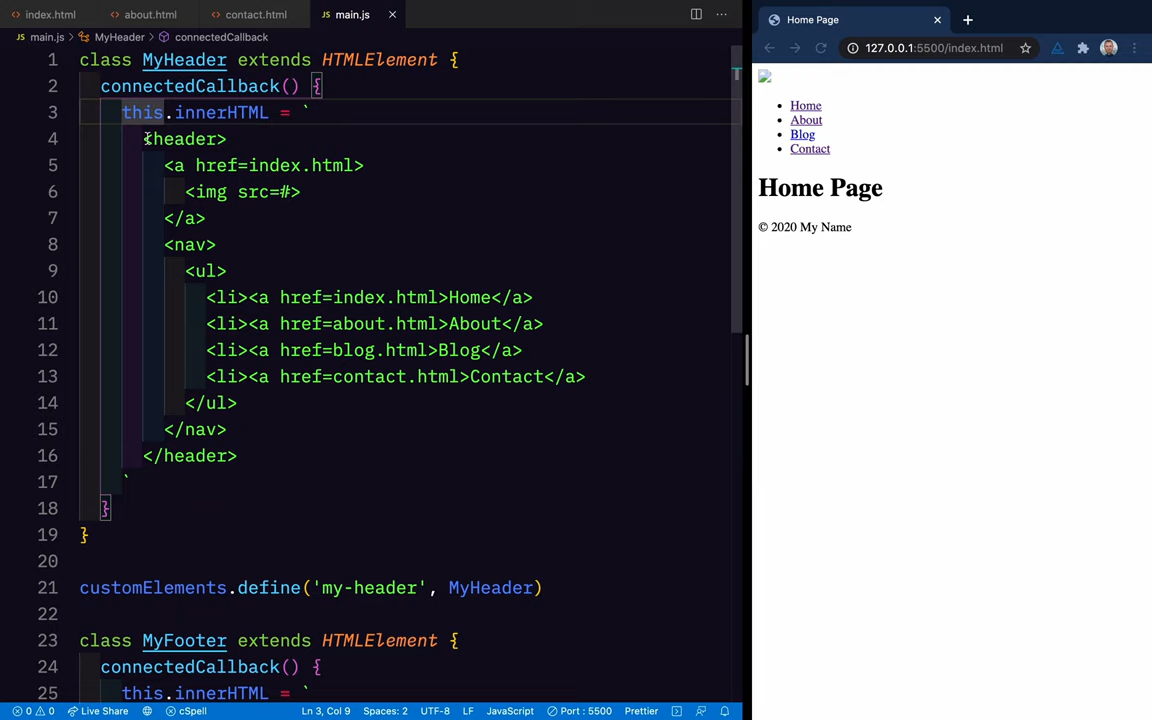 index.html
about.html
contact.html
JS main.js
JS main.js > MyHeader > connectedCallback
1 class MyHeader extends HTMLElement {
2 connectedCallback() {
3 this.innerHTML = `
4 <header>
5 <a href=index.html>
6 <img src=#>
7 </a>
8 <nav>
9 <ul>
10 <li><a href=index.html>Home</a>
11 <li><a href=about.html>About</a>
12 <li><a href=blog.html>Blog</a>
13 <li><a href=contact.html>Contact</a>
14 </ul>
15 </nav>
16 </header>
17 `
18 }
19 }
20
21 customElements.define('my-header', MyHeader)
22
23 class MyFooter extends HTMLElement {
24 connectedCallback() {
25 this.innerHTML = `
0 0 Live Share cSpell Ln 3, Col 9 Spaces: 2 UTF-8 LF JavaScript Port : 5500 Prettier
Home Page
127.0.0.1:5500/index.html
Home
About
Blog
Contact
Home Page
© 2020 My Name